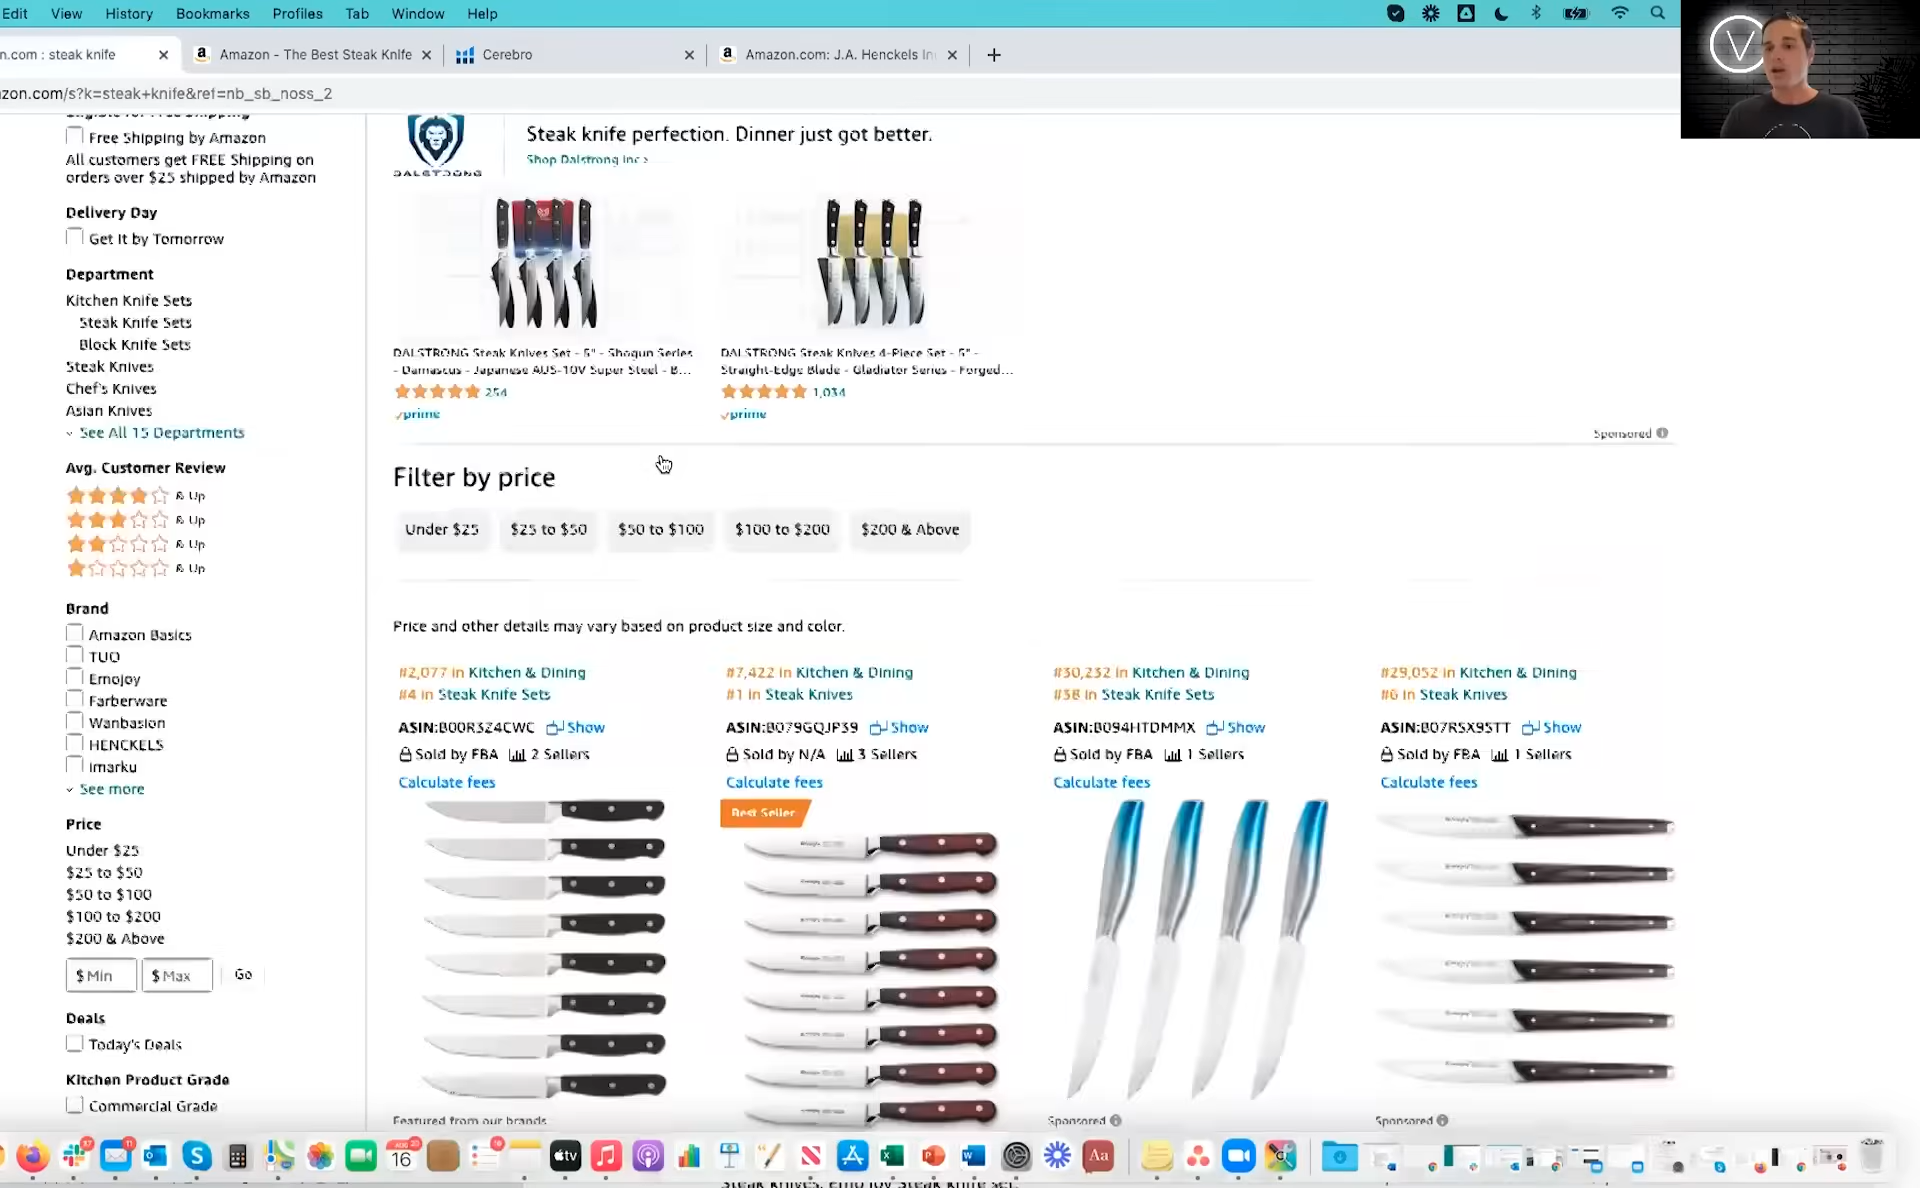 Edit View History Bookmarks Profiles Tab Window Help
n.com : steak knife
Amazon - The Best Steak Knife
Cerebro
Amazon.com: J.A. Henckels In
zon.com/s?k=steak+knife&ref=nb_sb_noss_2
V
Eligible for Free Shipping
Free Shipping by Amazon
All customers get FREE Shipping on
orders over $25 shipped by Amazon
Delivery Day
Get It by Tomorrow
Department
Kitchen Knife Sets
Steak Knife Sets
Block Knife Sets
Steak Knives
Chef's Knives
Asian Knives
See All 15 Departments
Avg. Customer Review
& Up
& Up
& Up
& Up
Brand
Amazon Basics
TUO
Emojoy
Farberware
Wanbasion
HENCKELS
imarku
See more
Price
Under $25
$25 to $50
$50 to $100
$100 to $200
$200 & Above
$ Min $ Max Go
Deals
Today's Deals
Kitchen Product Grade
Commercial Grade
DALSTRONG
Steak knife perfection. Dinner just got better.
Shop Dalstrong Inc ›
DALSTRONG Steak Knives Set - 5" - Shogun Series
- Damascus - Japanese AUS-10V Super Steel - B...
254
prime
DALSTRONG Steak Knives 4-Piece Set - 5" -
Straight-Edge Blade - Gladiator Series - Forged...
1,034
prime
Sponsored
Filter by price
Under $25 $25 to $50 $50 to $100 $100 to $200 $200 & Above
Price and other details may vary based on product size and color.
#2,077 in Kitchen & Dining
#4 in Steak Knife Sets
ASIN:B00R3Z4CWC Show
Sold by FBA 2 Sellers
Calculate fees
Featured from our brands
#7,422 in Kitchen & Dining
#1 in Steak Knives
ASIN:B079GQJP39 Show
Sold by N/A 3 Sellers
Calculate fees
Best Seller
#30,232 in Kitchen & Dining
#38 in Steak Knife Sets
ASIN:B094HTDMMX Show
Sold by FBA 1 Sellers
Calculate fees
Sponsored
#29,052 in Kitchen & Dining
#6 in Steak Knives
ASIN:B07RSX95TT Show
Sold by FBA 1 Sellers
Calculate fees
Sponsored
37 11 AUG 16 tv Aa